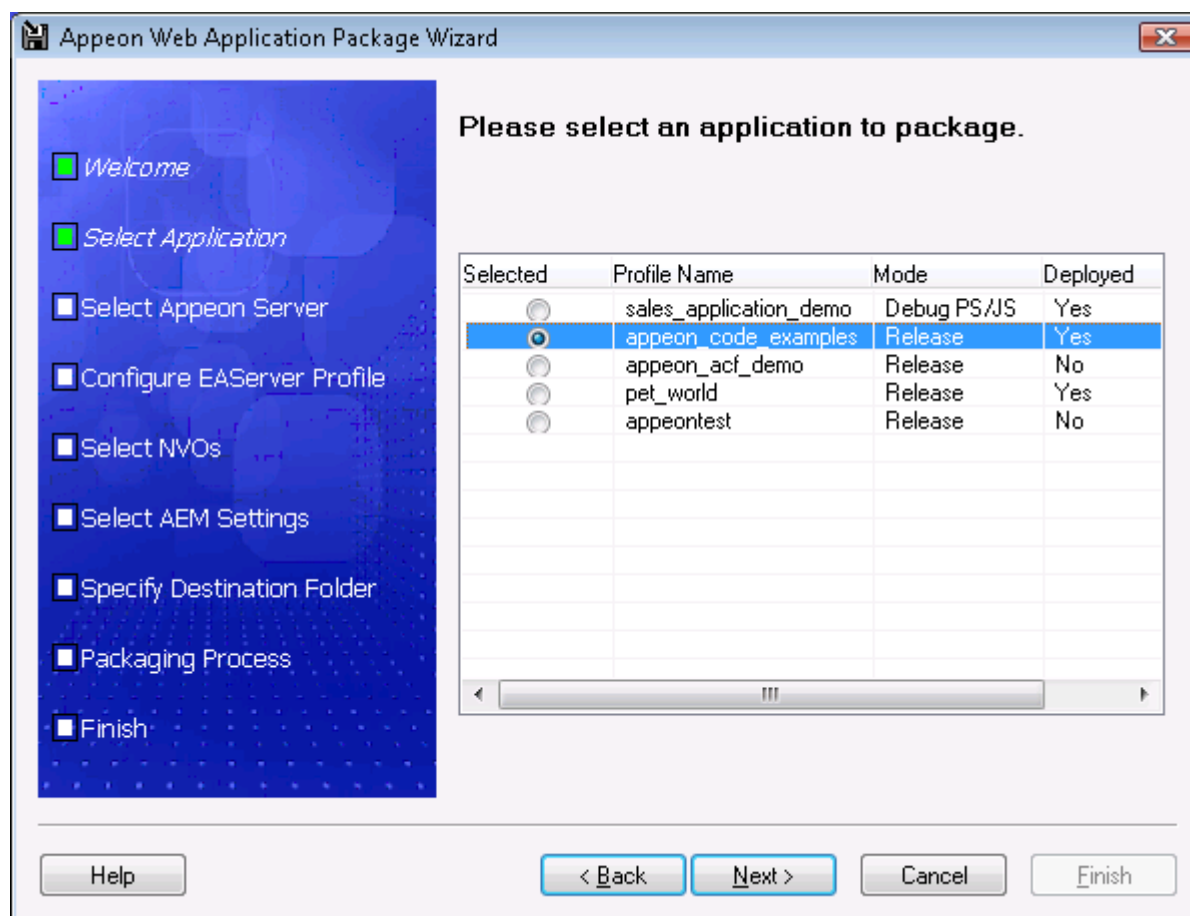 Appeon Web Application Package Wizard
Welcome
Select Application
Select Appeon Server
Configure EAServer Profile
Select NVOs
Select AEM Settings
Specify Destination Folder
Packaging Process
Finish
Please select an application to package.
Selected Profile Name Mode Deployed
sales_application_demo Debug PS/JS Yes
appeon_code_examples Release Yes
appeon_acf_demo Release No
pet_world Release Yes
appeontest Release No
Help < Back Next > Cancel Finish